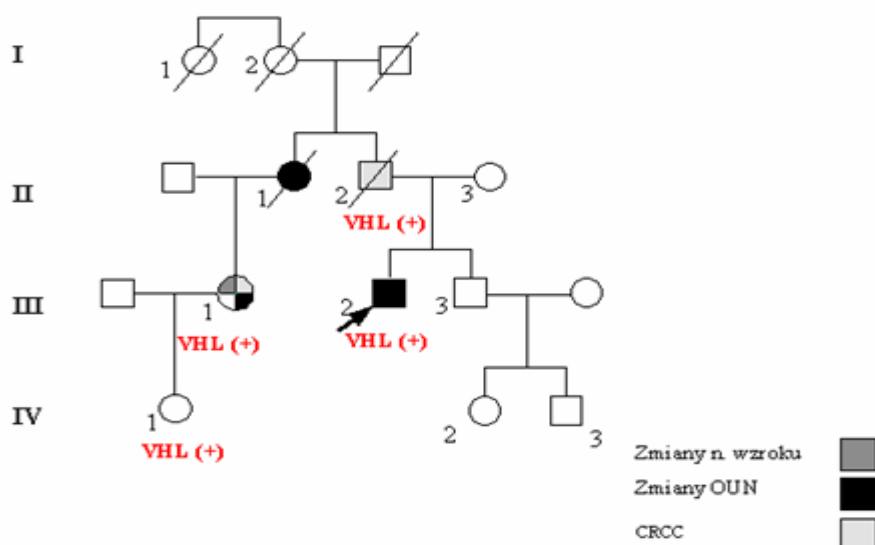 I
1
2
II
1
2
3
VHL (+)
III
1
2
3
VHL (+)
VHL (+)
IV
1
2
3
VHL (+)
Zmiany n. wzroku
Zmiany OUN
CRCC